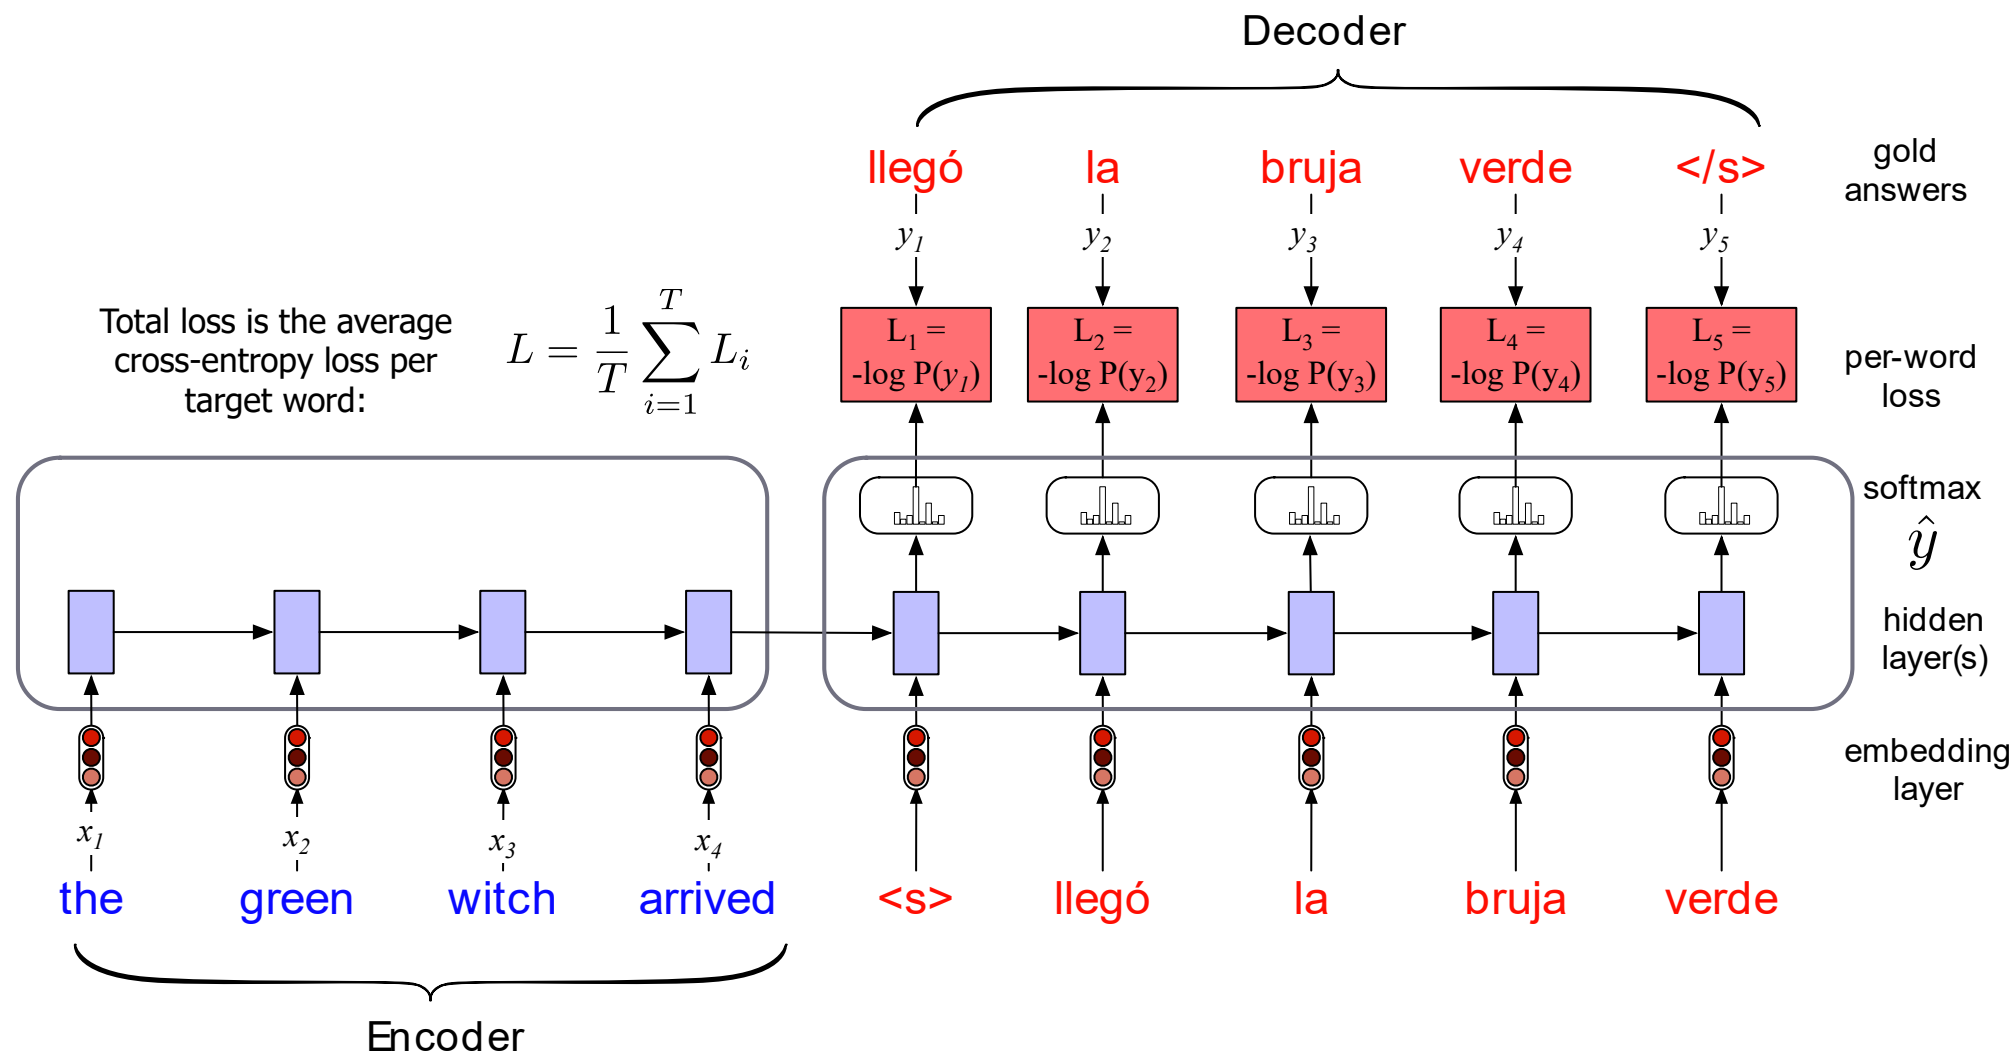 Decoder
llegó la bruja verde </s>
gold
answers
y1 y2 y3 y4 y5
Total loss is the average
cross-entropy loss per
target word:
L = 1/T ∑_{i=1}^{T} L_i
L1 =
-log P(y1)
L2 =
-log P(y2)
L3 =
-log P(y3)
L4 =
-log P(y4)
L5 =
-log P(y5)
per-word
loss
softmax
ŷ
hidden
layer(s)
embedding
layer
x1 x2 x3 x4
the green witch arrived <s> llegó la bruja verde
Encoder